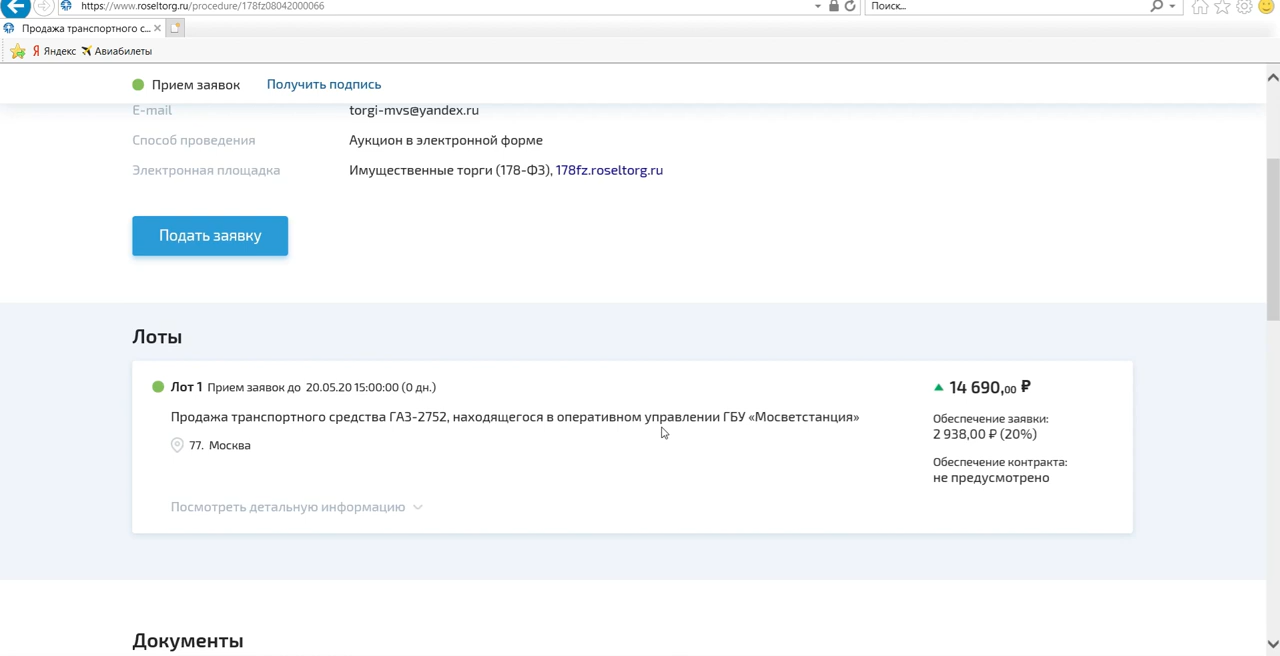 https://www.roseltorg.ru/procedure/178fz08042000066
Поиск...
Продажа транспортного с...
Яндекс Авиабилеты
Прием заявок Получить подпись
E-mail torgi-mvs@yandex.ru
Способ проведения Аукцион в электронной форме
Электронная площадка Имущественные торги (178-ФЗ), 178fz.roseltorg.ru
Подать заявку
Лоты
Лот 1 Прием заявок до 20.05.20 15:00:00 (0 дн.)
14 690,00 ₽
Продажа транспортного средства ГАЗ-2752, находящегося в оперативном управлении ГБУ «Мосветстанция»
Обеспечение заявки:
2 938,00 ₽ (20%)
77. Москва
Обеспечение контракта:
не предусмотрено
Посмотреть детальную информацию
Документы